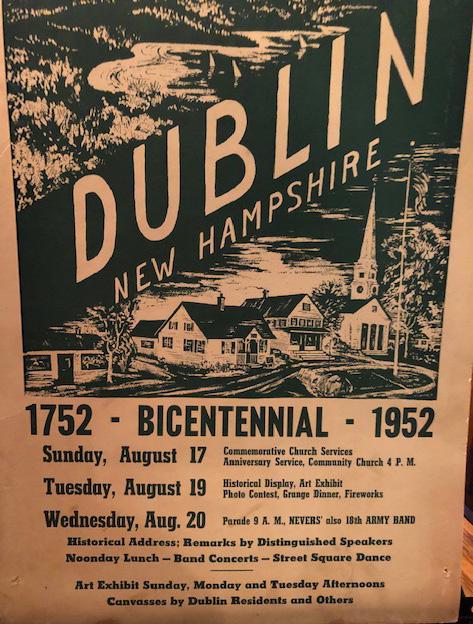 DUBLIN
NEW HAMPSHIRE
1752 - BICENTENNIAL - 1952
Sunday, August 17
Commemorative Church Services
Anniversary Service, Community Church 4 P. M.
Tuesday, August 19
Historical Display, Art Exhibit
Photo Contest, Grange Dinner, Fireworks
Wednesday, Aug. 20
Parade 9 A. M., NEVERS' also 18th ARMY BAND
Historical Address; Remarks by Distinguished Speakers
Noonday Lunch — Band Concerts — Street Square Dance
Art Exhibit Sunday, Monday and Tuesday Afternoons
Canvasses by Dublin Residents and Others